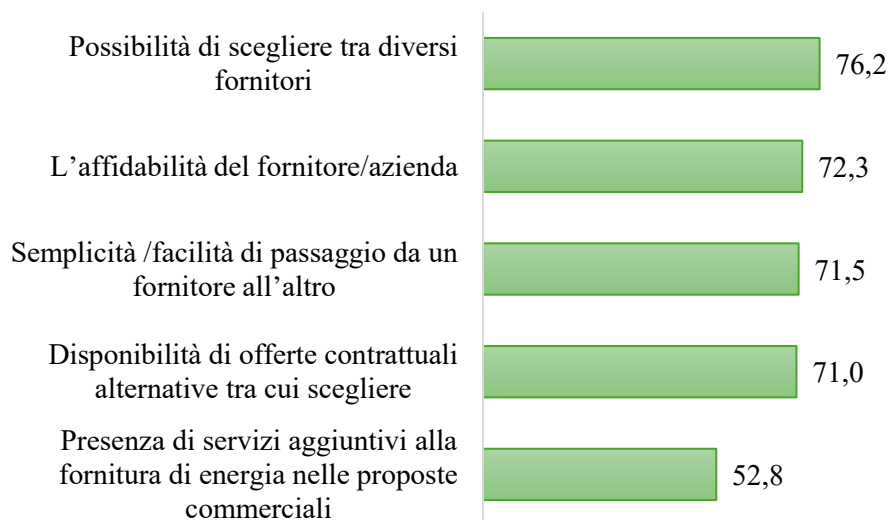 Possibilità di scegliere tra diversi
fornitori
76,2
L'affidabilità del fornitore/azienda
72,3
Semplicità /facilità di passaggio da un
fornitore all'altro
71,5
Disponibilità di offerte contrattuali
alternative tra cui scegliere
71,0
Presenza di servizi aggiuntivi alla
fornitura di energia nelle proposte
commerciali
52,8